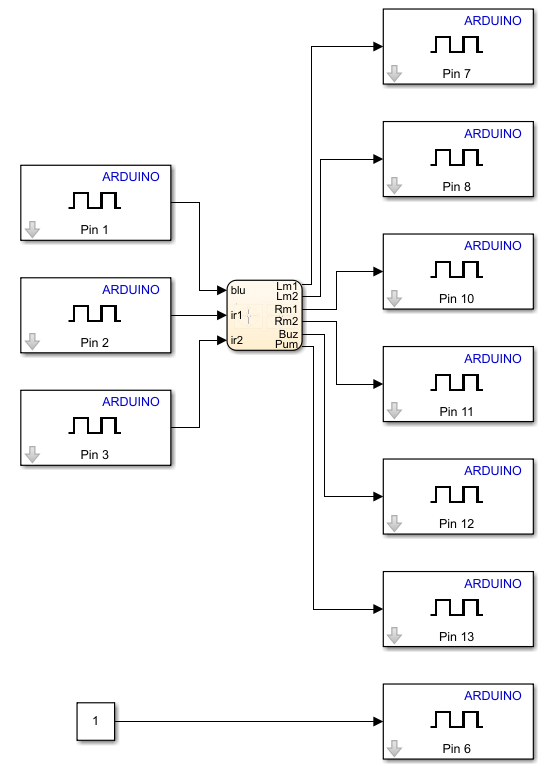 ARDUINO
Pin 7
ARDUINO
Pin 8
ARDUINO
Pin 1
ARDUINO
Pin 10
ARDUINO
Pin 2
blu
ir1
ir2
Lm1
Lm2
Rm1
Rm2
Buz
Pum
ARDUINO
Pin 11
ARDUINO
Pin 3
ARDUINO
Pin 12
ARDUINO
Pin 13
1
ARDUINO
Pin 6